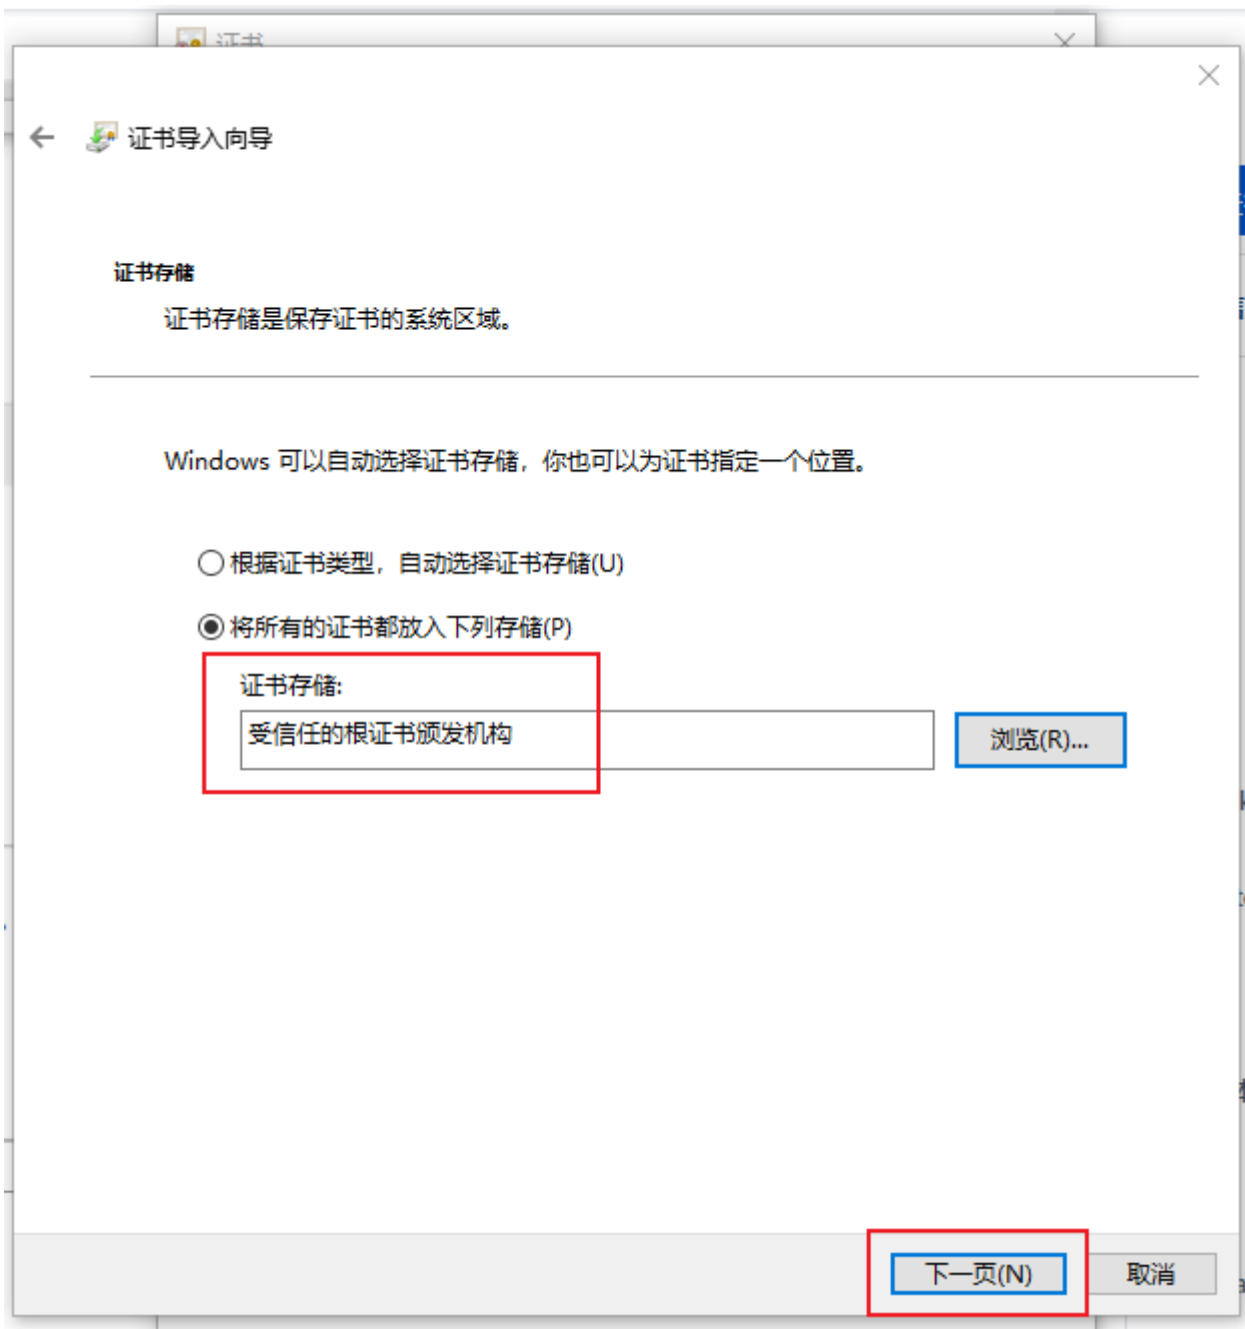 证书
证书导入向导
证书存储
证书存储是保存证书的系统区域。
Windows 可以自动选择证书存储，你也可以为证书指定一个位置。
根据证书类型，自动选择证书存储(U)
将所有的证书都放入下列存储(P)
证书存储:
受信任的根证书颁发机构
浏览(R)...
下一页(N)
取消